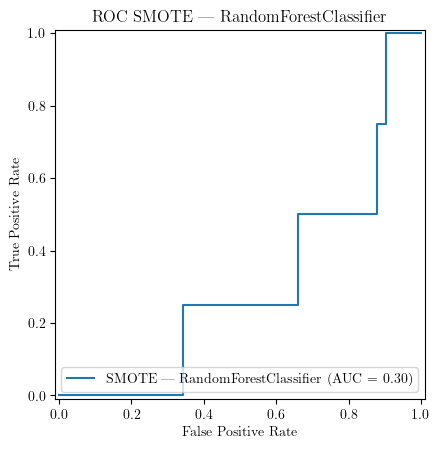 ROC SMOTE — RandomForestClassifier
1.0
0.8
0.6
0.4
0.2
0.0
True Positive Rate
SMOTE — RandomForestClassifier (AUC = 0.30)
0.0 0.2 0.4 0.6 0.8 1.0
False Positive Rate